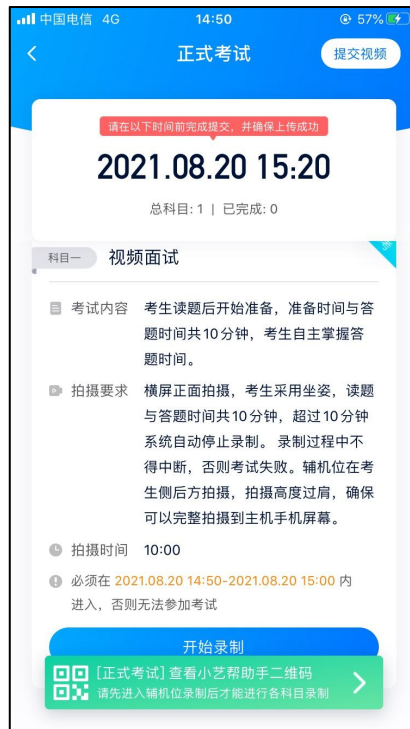 中国电信 4G 14:50 57%
正式考试 提交视频
请在以下时间前完成提交，并确保上传成功
2021.08.20 15:20
总科目: 1 | 已完成: 0
科目一 视频面试
考试内容 考生读题后开始准备，准备时间与答
题时间共10分钟，考生自主掌握答
题时间。
拍摄要求 横屏正面拍摄，考生采用坐姿，读题
与答题时间共10分钟，超过10分钟
系统自动停止录制。 录制过程中不
得中断，否则考试失败。辅机位在考
生侧后方拍摄，拍摄高度过肩，确保
可以完整拍摄到主机手机屏幕。
拍摄时间 10:00
必须在 2021.08.20 14:50-2021.08.20 15:00 内
进入，否则无法参加考试
开始录制
[正式考试] 查看小艺帮助手二维码
请先进入辅机位录制后才能进行各科目录制